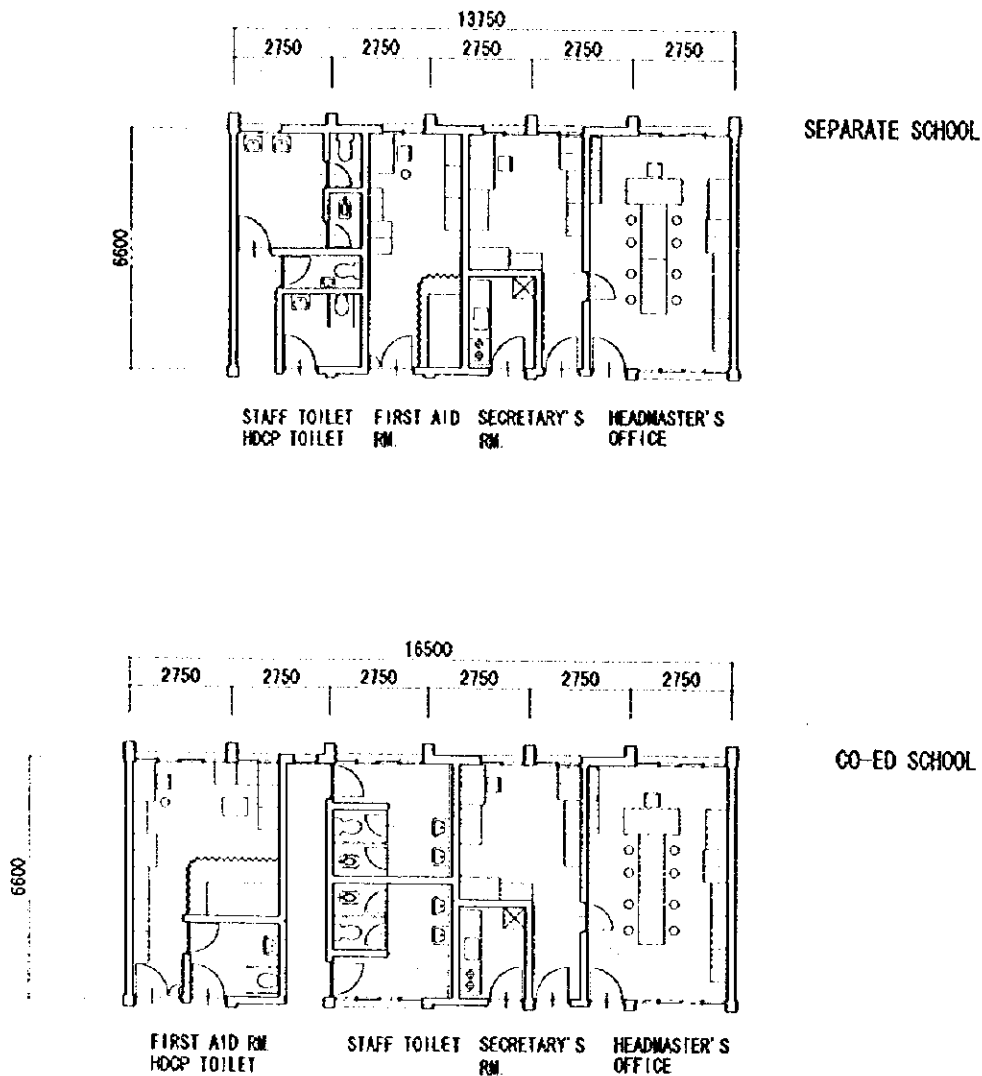 13750
2750 2750 2750 2750 2750
SEPARATE SCHOOL
6600
STAFF TOILET FIRST AID SECRETARY'S HEADMASTER'S
HDCP TOILET RM. RM. OFFICE
16500
2750 2750 2750 2750 2750 2750
CO-ED SCHOOL
6600
FIRST AID RM. STAFF TOILET SECRETARY'S HEADMASTER'S
HDCP TOILET RM. OFFICE